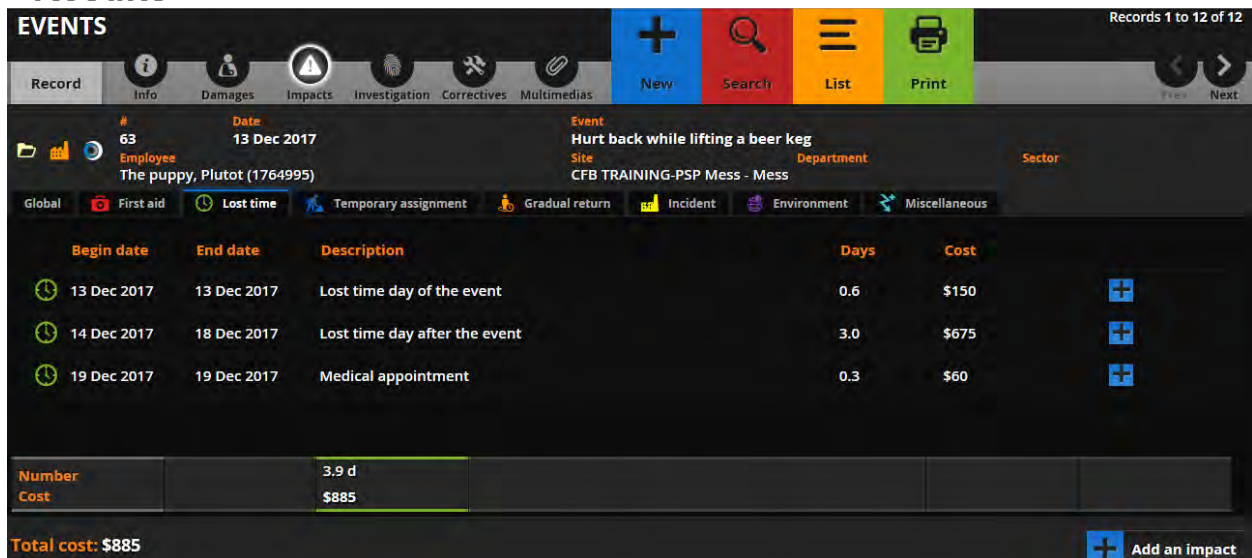 EVENTS
Records 1 to 12 of 12
Record
Info
Damages
Impacts
Investigation
Correctives
Multimedias
New
Search
List
Print
Prev
Next
# Date Event
63 13 Dec 2017 Hurt back while lifting a beer keg
Employee Site Department Sector
The puppy, Plutot (1764995) CFB TRAINING-PSP Mess - Mess
Global First aid Lost time Temporary assignment Gradual return Incident Environment Miscellaneous
Begin date End date Description Days Cost
13 Dec 2017 13 Dec 2017 Lost time day of the event 0.6 $150
14 Dec 2017 18 Dec 2017 Lost time day after the event 3.0 $675
19 Dec 2017 19 Dec 2017 Medical appointment 0.3 $60
Number 3.9 d
Cost $885
Total cost: $885
Add an impact